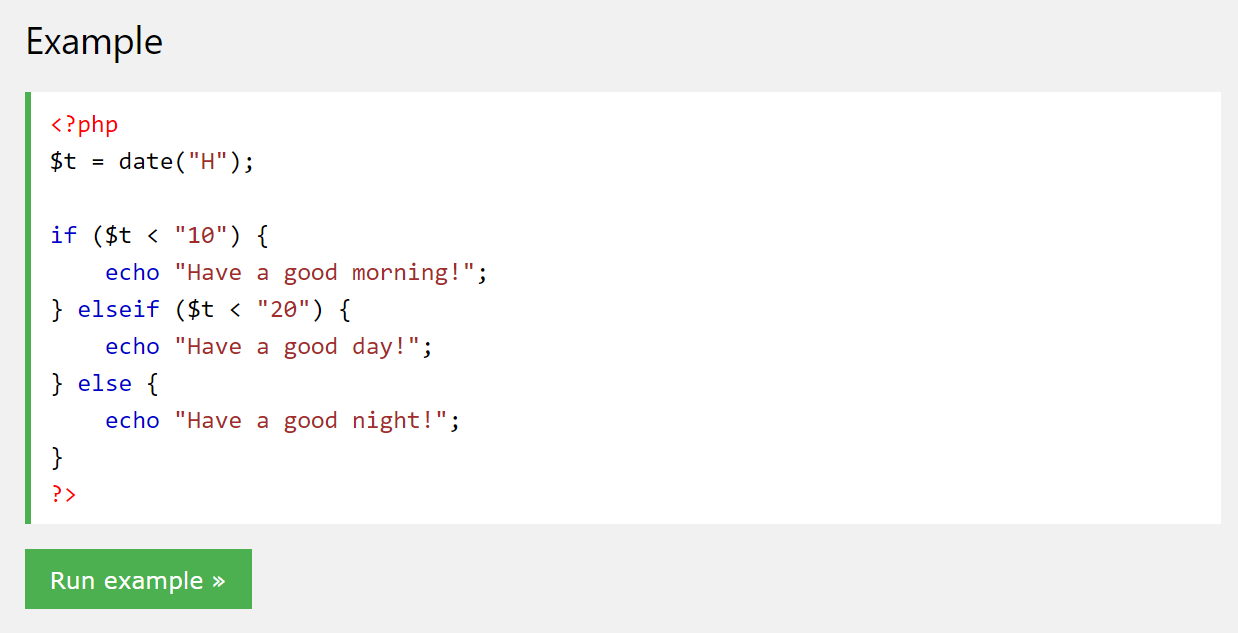 Example
<?php
$t = date("H");
if ($t < "10") {
    echo "Have a good morning!";
} elseif ($t < "20") {
    echo "Have a good day!";
} else {
    echo "Have a good night!";
}
?>
Run example »